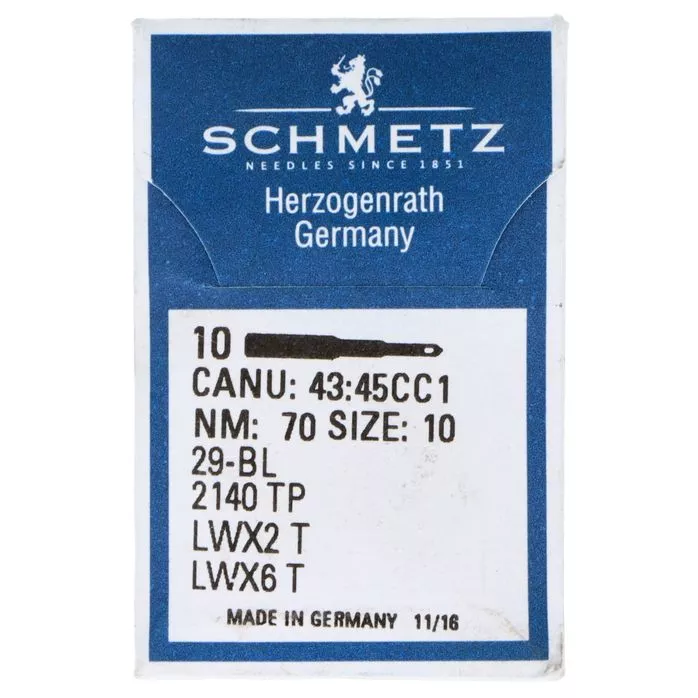 SCHMETZ
NEEDLES SINCE 1851
Herzogenrath
Germany
10
CANU: 43:45CC1
NM: 70 SIZE: 10
29-BL
2140 TP
LWX2 T
LWX6 T
MADE IN GERMANY 11/16